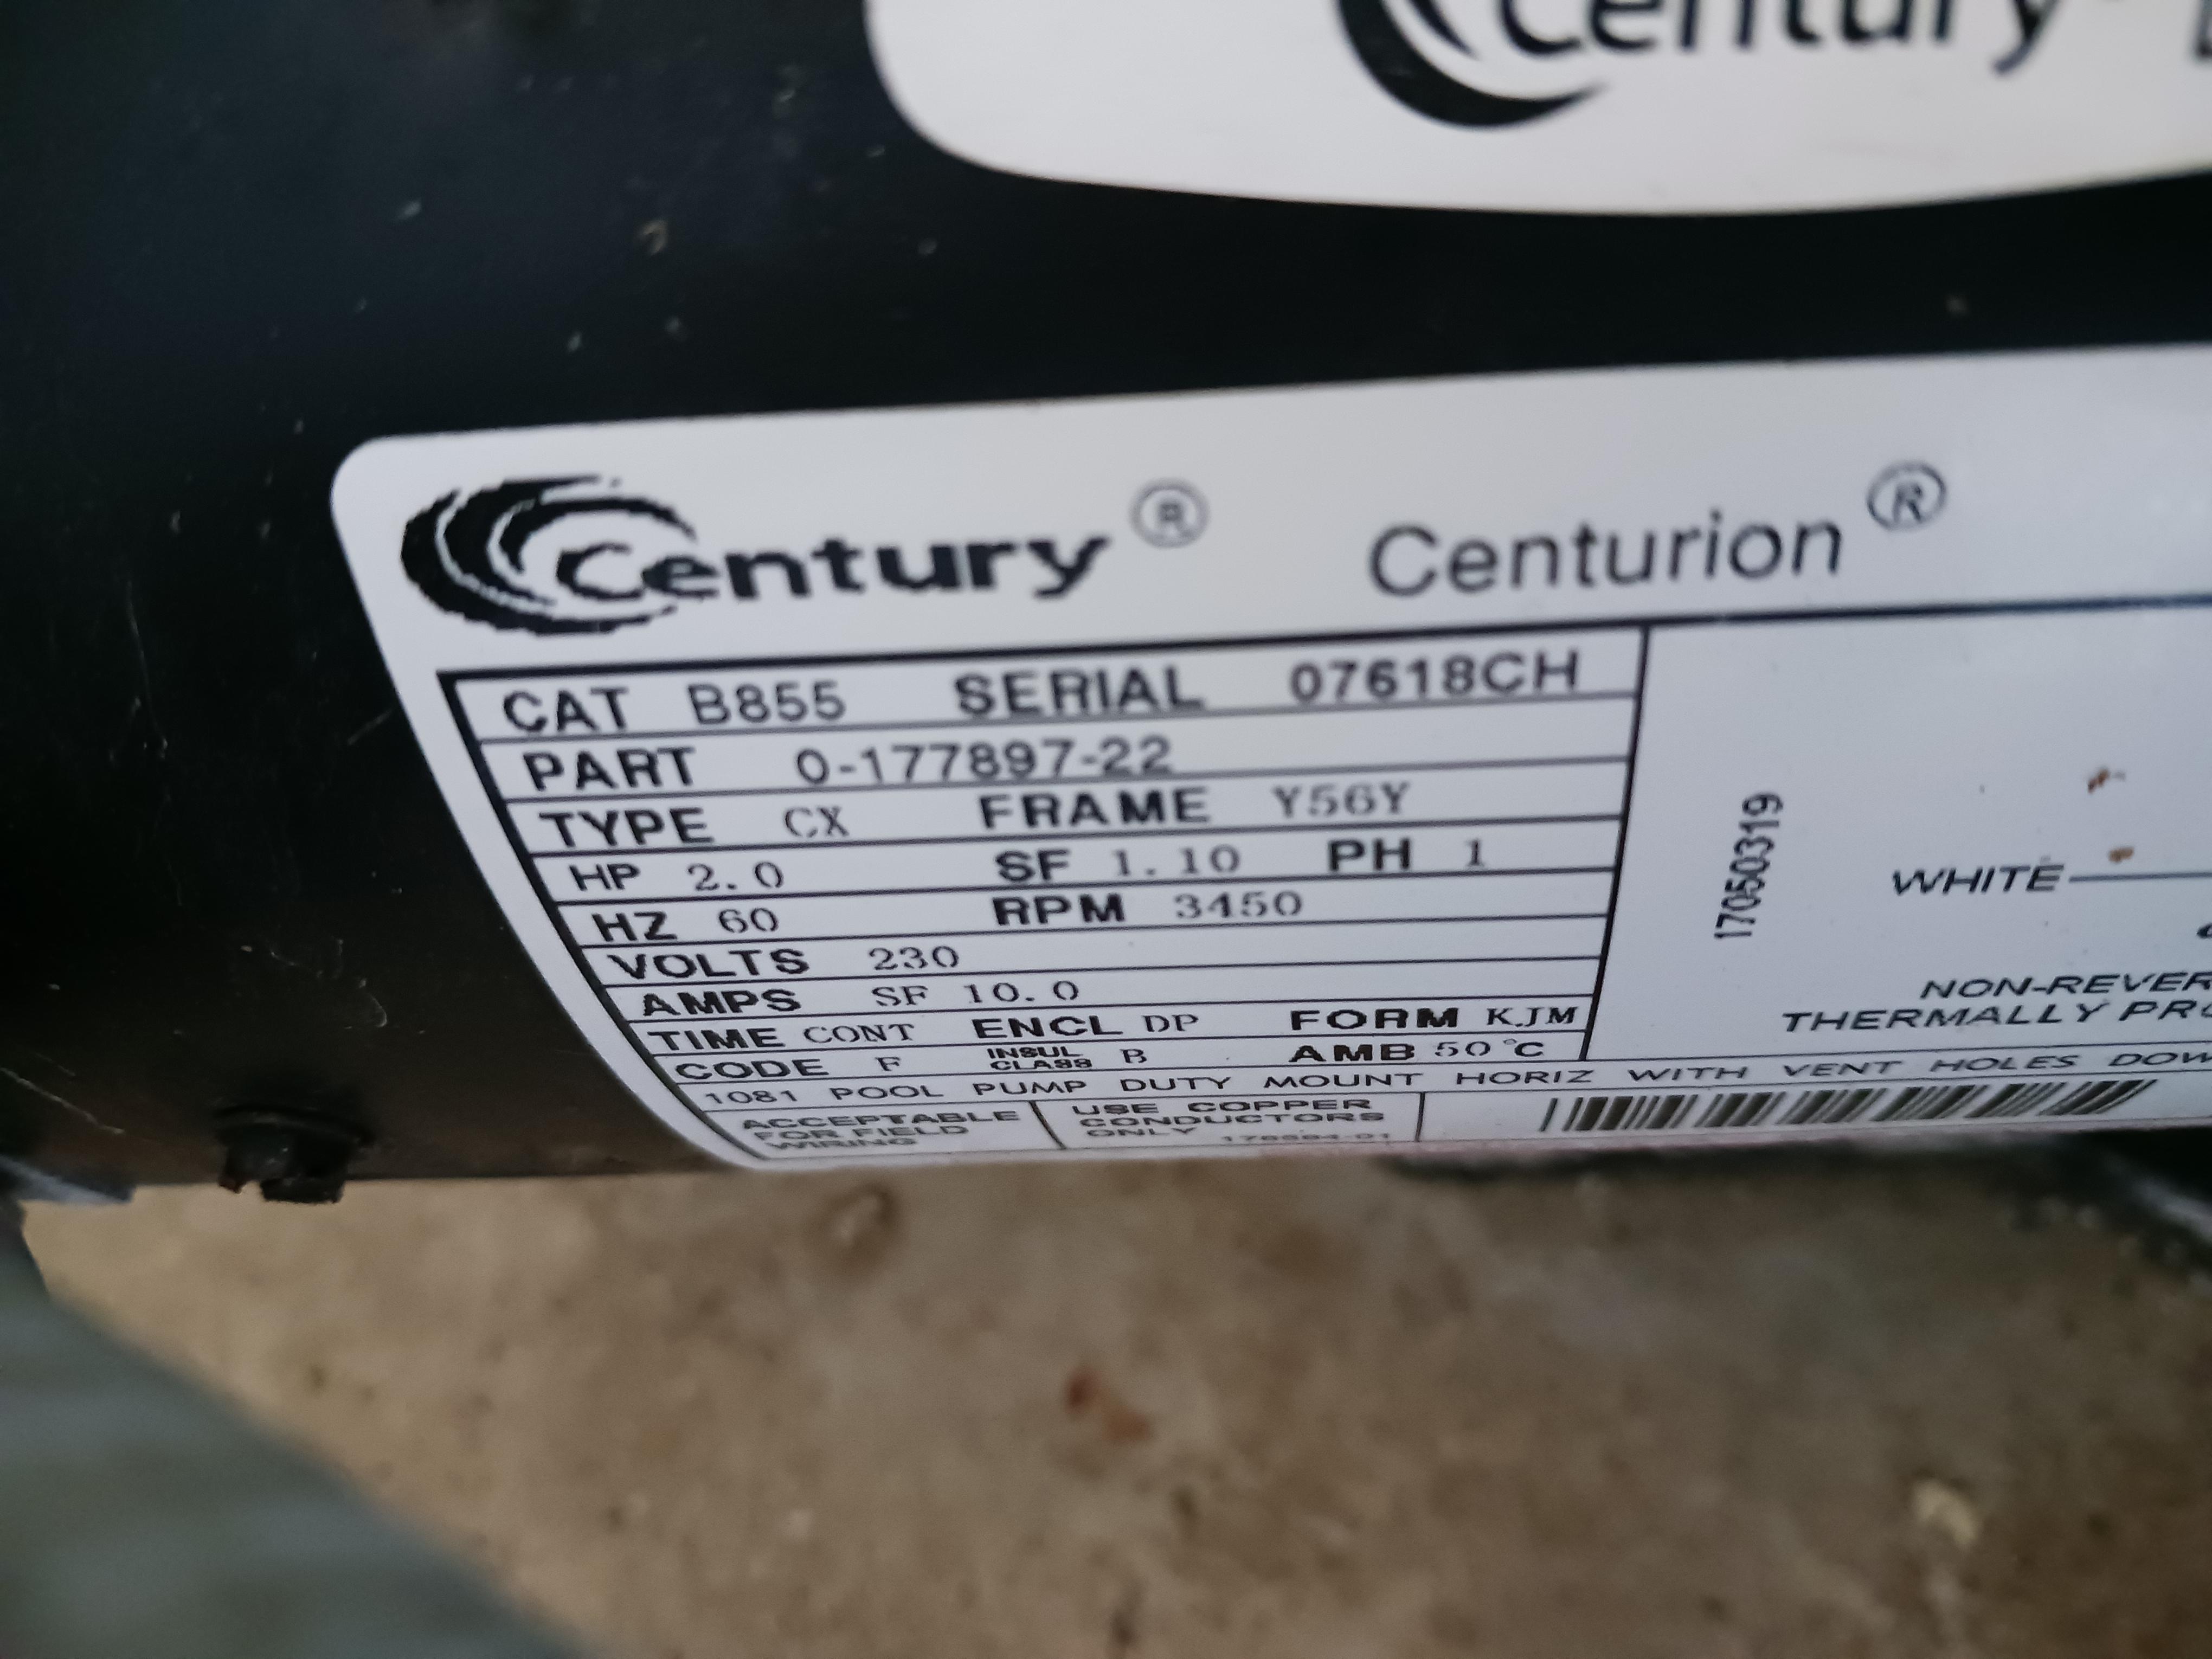 Century
Century® Centurion®
CAT B855 SERIAL 07618CH
PART 0-177897-22
TYPE CX FRAME Y56Y
HP 2.0 SF 1.10 PH 1
HZ 60 RPM 3450
VOLTS 230
AMPS SF 10.0
TIME CONT ENCL DP FORM KJM
CODE F INSUL CLASS B AMB 50°C
1081 POOL PUMP DUTY MOUNT HORIZ WITH VENT HOLES DOW
ACCEPTABLE
FOR FIELD
WIRING
USE COPPER
CONDUCTORS
ONLY
17050319
WHITE
NON-REVER
THERMALLY PRO